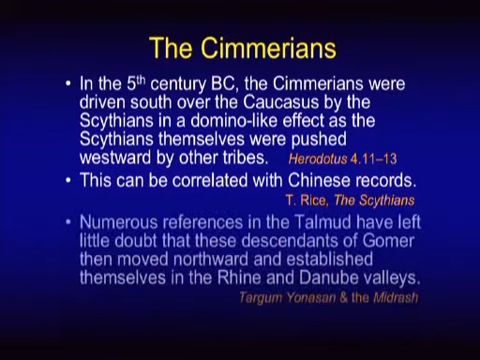 The Cimmerians
• In the 5th century BC, the Cimmerians were
driven south over the Caucasus by the
Scythians in a domino-like effect as the
Scythians themselves were pushed
westward by other tribes. Herodotus 4.11–13
• This can be correlated with Chinese records.
T. Rice, The Scythians
• Numerous references in the Talmud have left
little doubt that these descendants of Gomer
then moved northward and established
themselves in the Rhine and Danube valleys.
Targum Yonasan & the Midrash